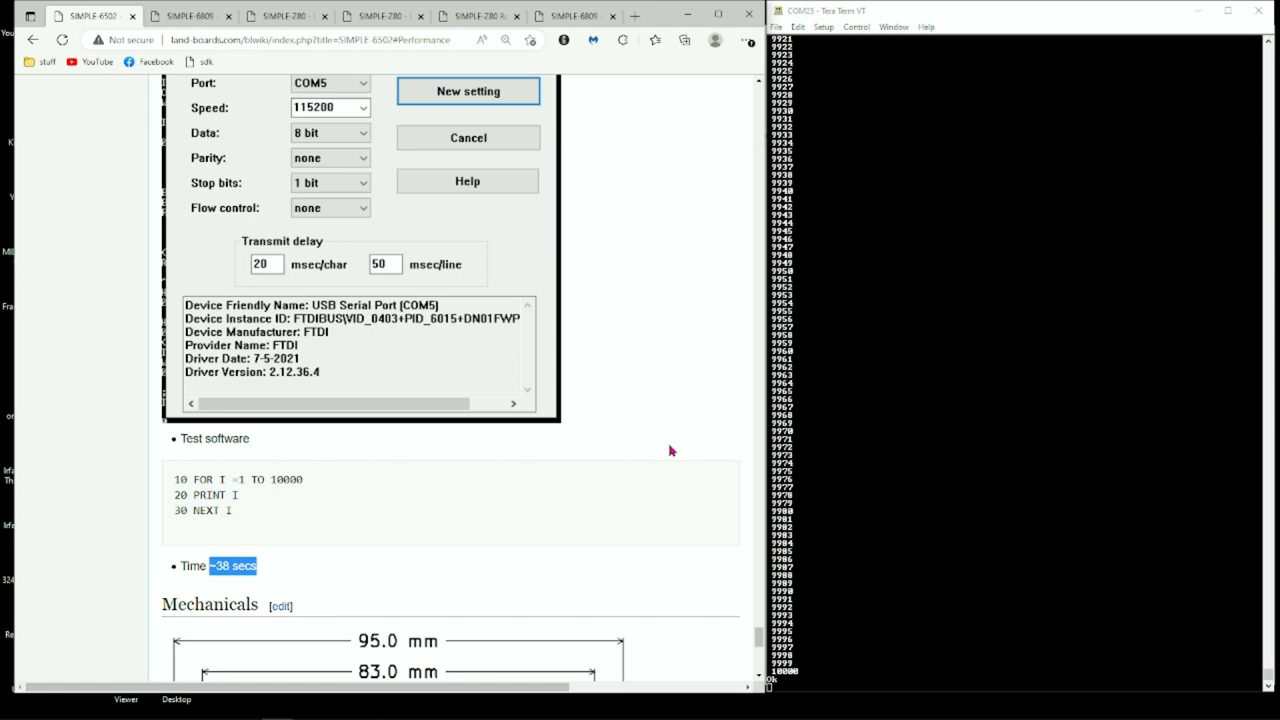 SIMPLE-6502
SIMPLE-6809
SIMPLE-Z80
SIMPLE-Z80
SIMPLE-Z80
SIMPLE-6809
COM25 - Tera Term VT
File Edit Setup Control Window Help
Not secure | land-boards.com/blwiki/index.php?title=SIMPLE-6502#Performance
stuff YouTube Facebook sdk
Port: COM5 New setting
Speed: 115200
Data: 8 bit Cancel
Parity: none
Stop bits: 1 bit Help
Flow control: none
Transmit delay
20 msec/char 50 msec/line
Device Friendly Name: USB Serial Port (COM5)
Device Instance ID: FTDIBUS\VID_0403+PID_6015+DN01FWP
Device Manufacturer: FTDI
Provider Name: FTDI
Driver Date: 7-5-2021
Driver Version: 2.12.36.4
• Test software
10 FOR I =1 TO 10000
20 PRINT I
30 NEXT I
• Time ~38 secs
Mechanicals [edit]
95.0 mm
83.0 mm
Viewer Desktop
9921
9922
9923
9924
9925
9926
9927
9928
9929
9930
9931
9932
9933
9934
9935
9936
9937
9938
9939
9940
9941
9942
9943
9944
9945
9946
9947
9948
9949
9950
9951
9952
9953
9954
9955
9956
9957
9958
9959
9960
9961
9962
9963
9964
9965
9966
9967
9968
9969
9970
9971
9972
9973
9974
9975
9976
9977
9978
9979
9980
9981
9982
9983
9984
9985
9986
9987
9988
9989
9990
9991
9992
9993
9994
9995
9996
9997
9998
9999
10000
Ok